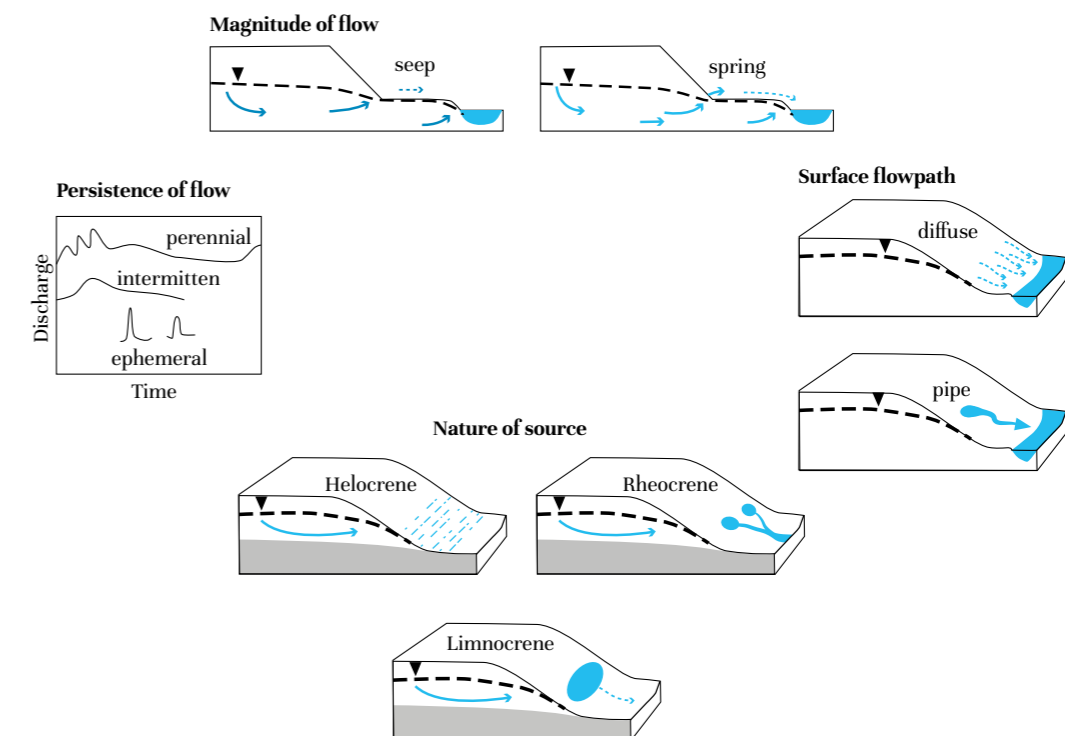 Magnitude of flow
seep
spring
Persistence of flow
perennial
intermitten
ephemeral
Discharge
Time
Surface flowpath
diffuse
pipe
Nature of source
Helocrene
Rheocrene
Limnocrene